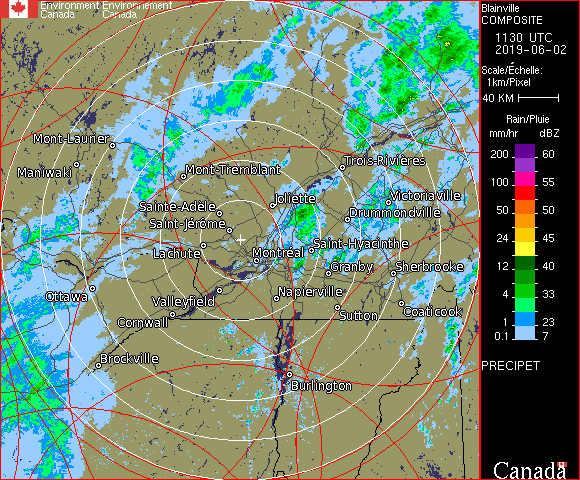 Environment Environnement
Canada Canada
Blainville
COMPOSITE
1130 UTC
2019-06-02
Scale/Échelle:
1km/Pixel
40 KM
Rain/Pluie
mm/hr dBZ
200 60
100 55
50 50
24 45
12 40
4 33
1 23
0.1 7
PRECIPET
Canada
Mont-Laurier
Maniwaki
Mont-Tremblant
Trois-Rivières
Sainte-Adele
Joliette
Victoriaville
Saint-Jérôme
Drummondville
Lachute
Montréal
Saint-Hyacinthe
Granby
Sherbrooke
Ottawa
Valleyfield
Napierville
Cornwall
Sutton
Coaticook
Brockville
Burlington